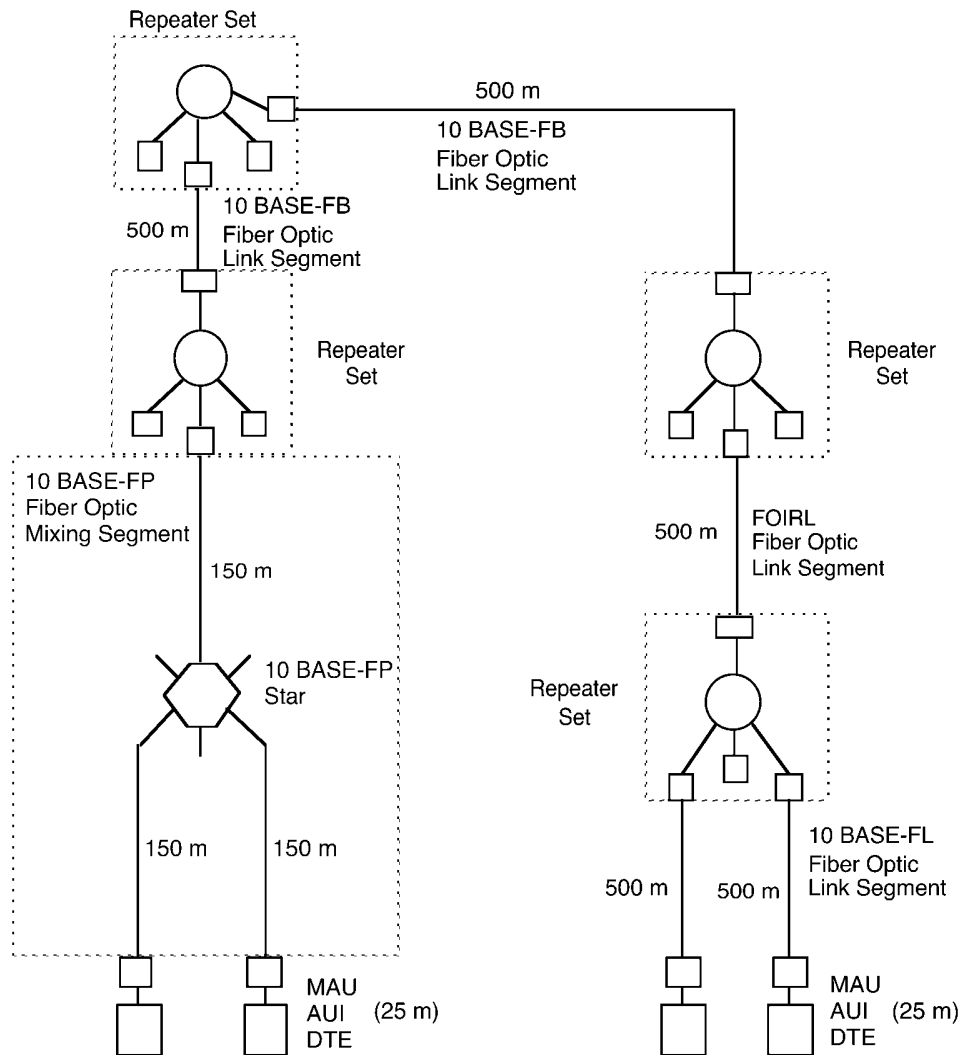 Repeater Set
500 m
10 BASE-FB
Fiber Optic
Link Segment
10 BASE-FB
500 m
Fiber Optic
Link Segment
Repeater
Set
Repeater
Set
10 BASE-FP
Fiber Optic
Mixing Segment
150 m
500 m
FOIRL
Fiber Optic
Link Segment
10 BASE-FP
Star
Repeater
Set
150 m
150 m
10 BASE-FL
Fiber Optic
Link Segment
500 m
500 m
MAU
AUI (25 m)
DTE
MAU
AUI (25 m)
DTE